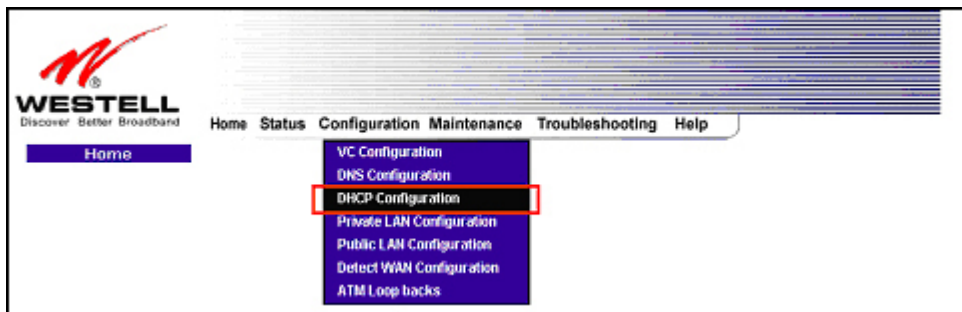 ®
WESTELL
Discover Better Broadband
Home Status Configuration Maintenance Troubleshooting Help
Home
VC Configuration
DNS Configuration
DHCP Configuration
Private LAN Configuration
Public LAN Configuration
Detect WAN Configuration
ATM Loop backs